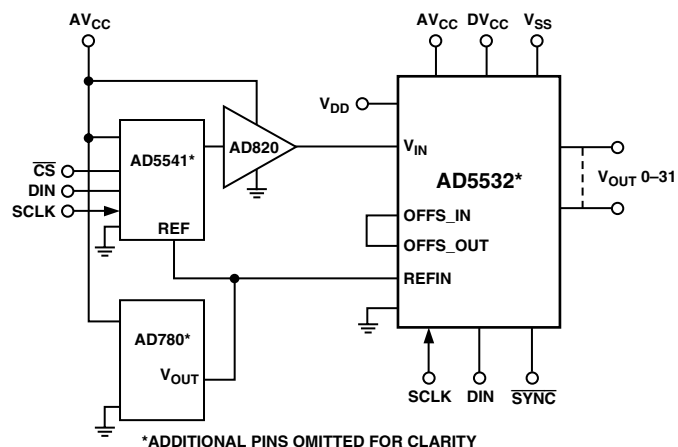 AVCC
AVCC DVCC VSS
VDD
AD5541*
AD820
VIN
CS
DIN
SCLK
REF
AD5532*
VOUT 0–31
OFFS_IN
OFFS_OUT
REFIN
AD780*
VOUT
SCLK DIN SYNC
*ADDITIONAL PINS OMITTED FOR CLARITY